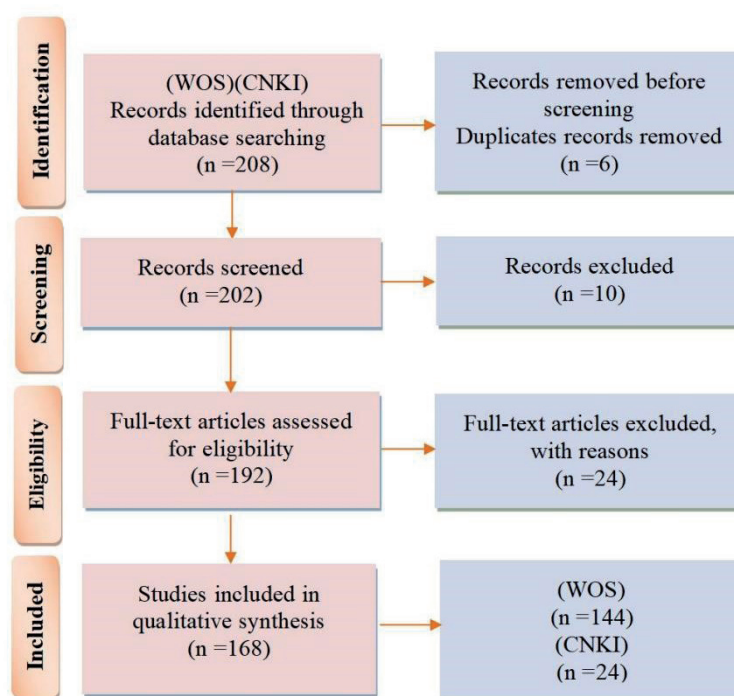 Identification
(WOS)(CNKI)
Records identified through
database searching
(n =208)
Records removed before
screening
Duplicates records removed
(n =6)
Screening
Records screened
(n =202)
Records excluded
(n =10)
Eligibility
Full-text articles assessed
for eligibility
(n =192)
Full-text articles excluded,
with reasons
(n =24)
Included
Studies included in
qualitative synthesis
(n =168)
(WOS)
(n =144)
(CNKI)
(n =24)